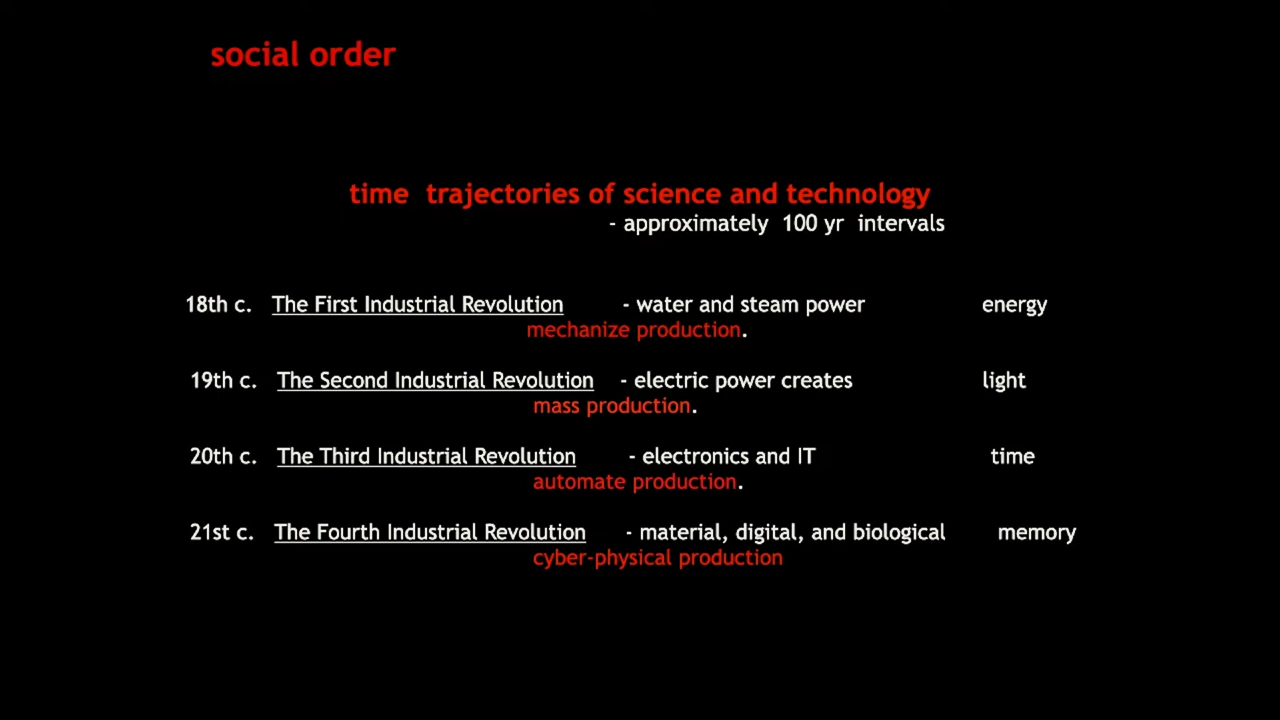 social order
time trajectories of science and technology
- approximately 100 yr intervals
18th c. The First Industrial Revolution - water and steam power energy
mechanize production.
19th c. The Second Industrial Revolution - electric power creates light
mass production.
20th c. The Third Industrial Revolution - electronics and IT time
automate production.
21st c. The Fourth Industrial Revolution - material, digital, and biological memory
cyber-physical production